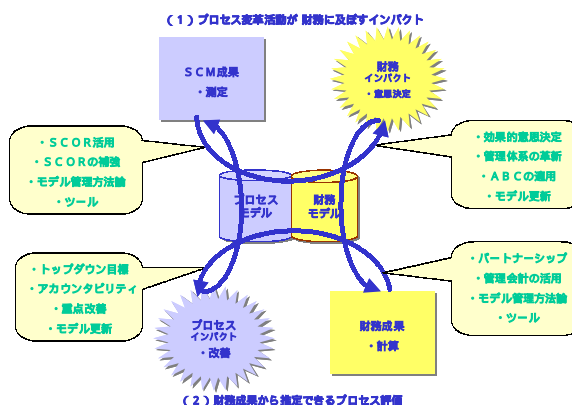 （１）プロセス変革活動が 財務に及ぼすインパクト
ＳＣＭ成果
・測定
財務
インパクト
・意思決定
・ＳＣＯＲ活用
・ＳＣＯＲの補強
・モデル管理方法論
・ツール
・効果的意思決定
・管理体系の革新
・ＡＢＣの適用
・モデル更新
プロセス
モデル
財務
モデル
・トップダウン目標
・アカウンタビリティ
・重点改善
・モデル更新
・パートナーシップ
・管理会計の活用
・モデル管理方法論
・ツール
プロセス
インパクト
・改善
財務成果
・計算
（２）財務成果から推定できるプロセス評価